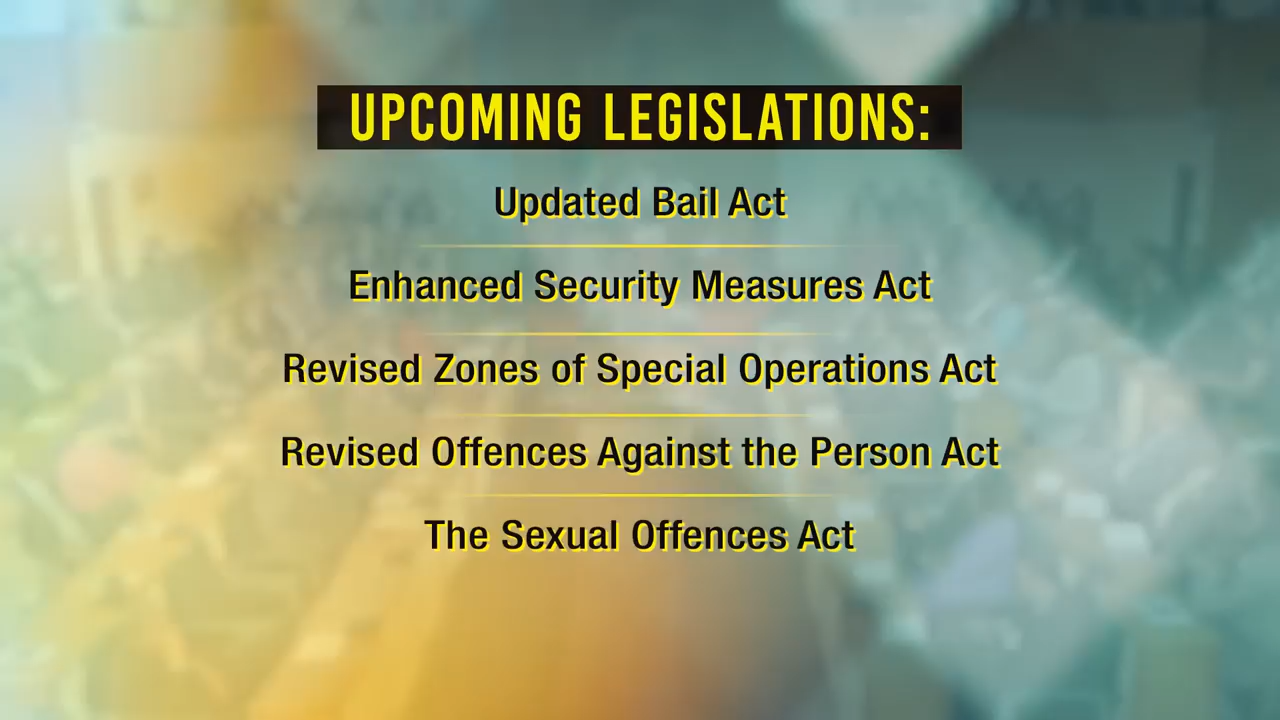 UPCOMING LEGISLATIONS:
Updated Bail Act
Enhanced Security Measures Act
Revised Zones of Special Operations Act
Revised Offences Against the Person Act
The Sexual Offences Act